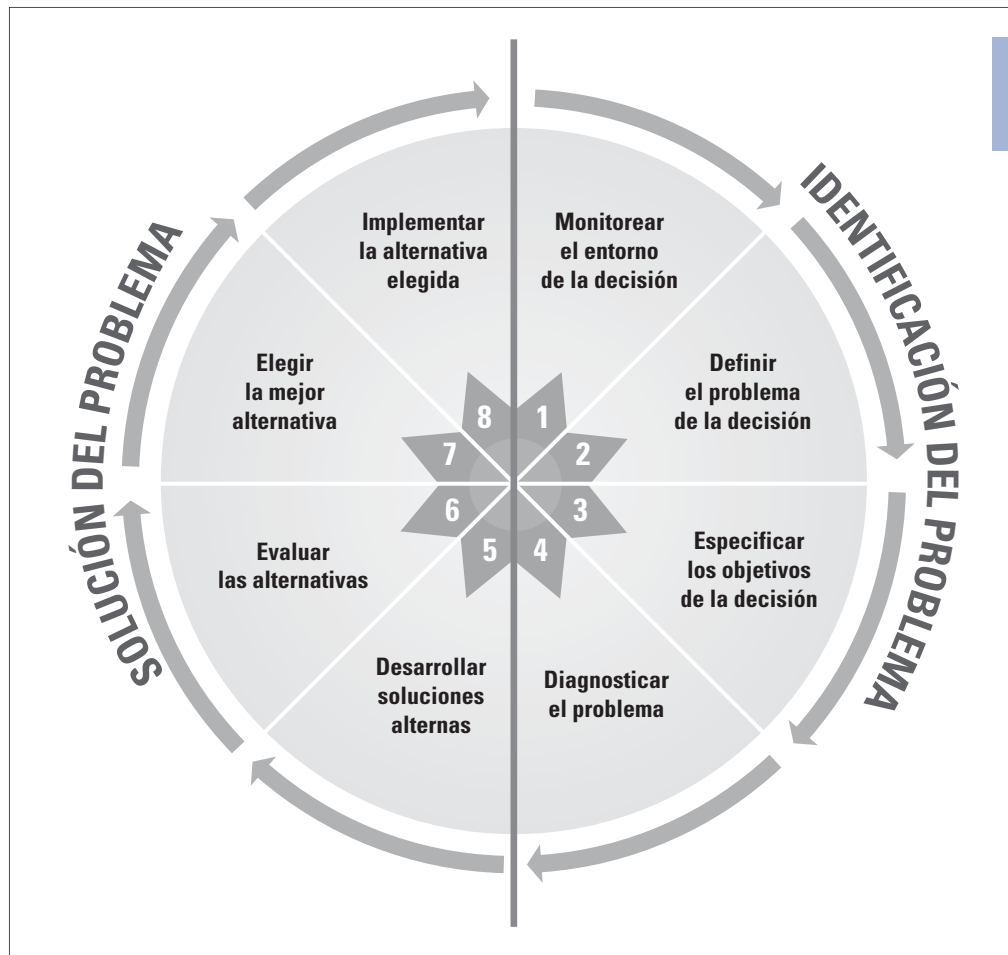 IDENTIFICACIÓN DEL PROBLEMA
1
Monitorear
el entorno
de la decisión
2
Definir
el problema
de la decisión
3
Especificar
los objetivos
de la decisión
4
Diagnosticar
el problema
SOLUCIÓN DEL PROBLEMA
5
Desarrollar
soluciones
alternas
6
Evaluar
las alternativas
7
Elegir
la mejor
alternativa
8
Implementar
la alternativa
elegida